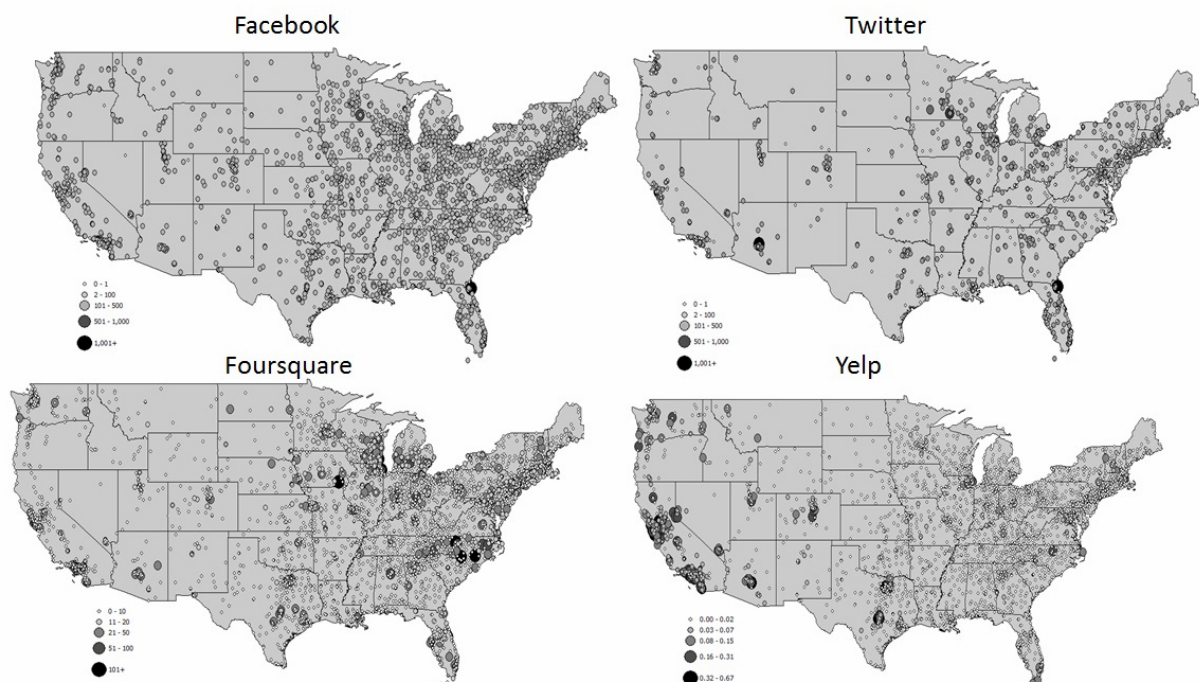 Facebook
0 - 1
2 - 100
101 - 500
501 - 1,000
1,001+
Twitter
0 - 1
2 - 100
101 - 500
501 - 1,000
1,001+
Foursquare
0 - 10
11 - 20
21 - 50
51 - 100
101+
Yelp
0.00 - 0.02
0.03 - 0.07
0.08 - 0.15
0.16 - 0.31
0.32 - 0.67